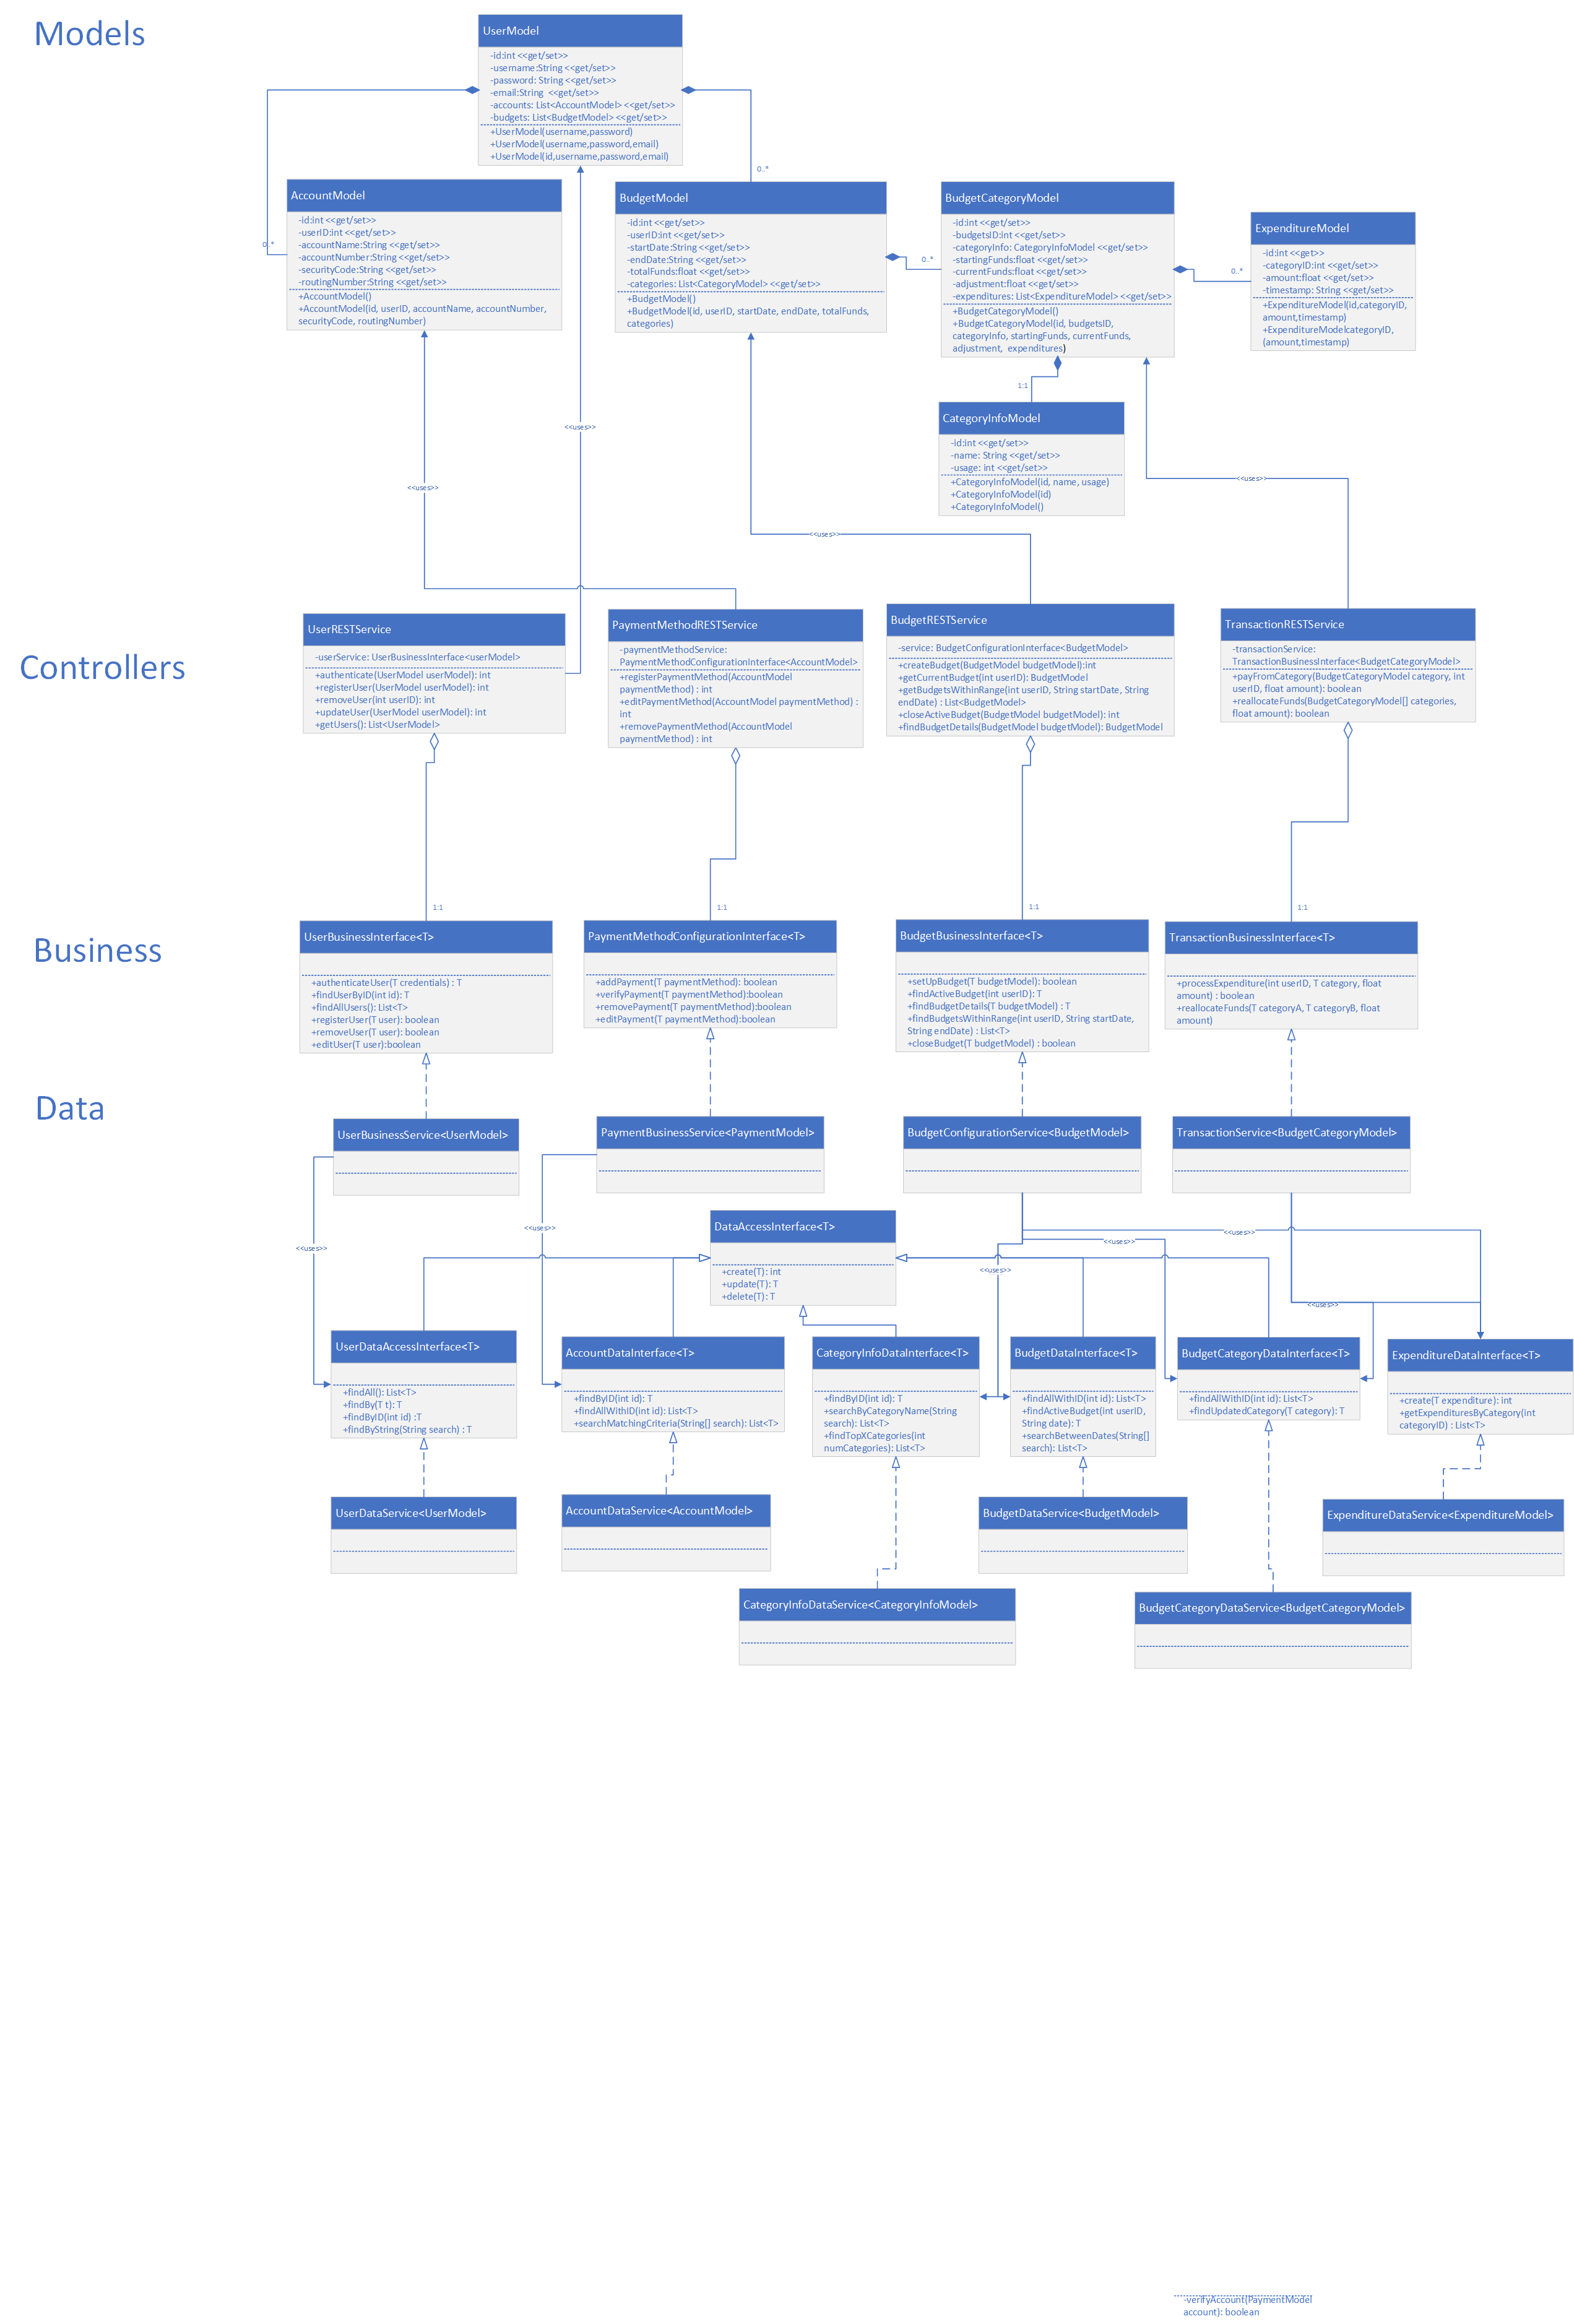 Models
UserModel
-id:int <<get/set>>
-username:String <<get/set>>
-password: String <<get/set>>
-email:String  <<get/set>>
-accounts: List<AccountModel> <<get/set>>
-budgets: List<BudgetModel> <<get/set>>
+UserModel(username,password)
+UserModel(username,password,email)
+UserModel(id,username,password,email)
0..*
0..*
AccountModel
-id:int <<get/set>>
-userID:int <<get/set>>
-accountName:String <<get/set>>
-accountNumber:String <<get/set>>
-securityCode:String <<get/set>>
-routingNumber:String <<get/set>>
+AccountModel()
+AccountModel(id, userID, accountName, accountNumber,
securityCode, routingNumber)
BudgetModel
-id:int <<get/set>>
-userID:int <<get/set>>
-startDate:String <<get/set>>
-endDate:String <<get/set>>
-totalFunds:float <<get/set>>
-categories: List<CategoryModel> <<get/set>>
+BudgetModel()
+BudgetModel(id, userID, startDate, endDate, totalFunds,
categories)
0..*
BudgetCategoryModel
-id:int <<get/set>>
-budgetsID:int <<get/set>>
-categoryInfo: CategoryInfoModel <<get/set>>
-startingFunds:float <<get/set>>
-currentFunds:float <<get/set>>
-adjustment:float <<get/set>>
-expenditures: List<ExpenditureModel> <<get/set>>
+BudgetCategoryModel()
+BudgetCategoryModel(id, budgetsID,
categoryInfo, startingFunds, currentFunds,
adjustment,  expenditures)
0..*
ExpenditureModel
-id:int <<get>>
-categoryID:int <<get/set>>
-amount:float <<get/set>>
-timestamp: String <<get/set>>
+ExpenditureModel(id,categoryID,
amount,timestamp)
+ExpenditureModelcategoryID,
(amount,timestamp)
1:1
CategoryInfoModel
-id:int <<get/set>>
-name: String <<get/set>>
-usage: int <<get/set>>
+CategoryInfoModel(id, name, usage)
+CategoryInfoModel(id)
+CategoryInfoModel()
<<uses>>
<<uses>>
<<uses>>
<<uses>>
Controllers
UserRESTService
-userService: UserBusinessInterface<userModel>
+authenticate(UserModel userModel): int
+registerUser(UserModel userModel): int
+removeUser(int userID): int
+updateUser(UserModel userModel): int
+getUsers(): List<UserModel>
PaymentMethodRESTService
-paymentMethodService:
PaymentMethodConfigurationInterface<AccountModel>
+registerPaymentMethod(AccountModel
paymentMethod) : int
+editPaymentMethod(AccountModel paymentMethod) :
int
+removePaymentMethod(AccountModel
paymentMethod) : int
BudgetRESTService
-service: BudgetConfigurationInterface<BudgetModel>
+createBudget(BudgetModel budgetModel):int
+getCurrentBudget(int userID): BudgetModel
+getBudgetsWithinRange(int userID, String startDate, String
endDate) : List<BudgetModel>
+closeActiveBudget(BudgetModel budgetModel): int
+findBudgetDetails(BudgetModel budgetModel): BudgetModel
TransactionRESTService
-transactionService:
TransactionBusinessInterface<BudgetCategoryModel>
+payFromCategory(BudgetCategoryModel category, int
userID, float amount): boolean
+reallocateFunds(BudgetCategoryModel[] categories,
float amount): boolean
1:1
1:1
1:1
1:1
Business
UserBusinessInterface<T>
+authenticateUser(T credentials) : T
+findUserByID(int id): T
+findAllUsers(): List<T>
+registerUser(T user): boolean
+removeUser(T user): boolean
+editUser(T user):boolean
PaymentMethodConfigurationInterface<T>
+addPayment(T paymentMethod): boolean
+verifyPayment(T paymentMethod):boolean
+removePayment(T paymentMethod):boolean
+editPayment(T paymentMethod):boolean
BudgetBusinessInterface<T>
+setUpBudget(T budgetModel): boolean
+findActiveBudget(int userID): T
+findBudgetDetails(T budgetModel) : T
+findBudgetsWithinRange(int userID, String startDate,
String endDate) : List<T>
+closeBudget(T budgetModel) : boolean
TransactionBusinessInterface<T>
+processExpenditure(int userID, T category, float
amount) : boolean
+reallocateFunds(T categoryA, T categoryB, float
amount)
Data
UserBusinessService<UserModel>
PaymentBusinessService<PaymentModel>
BudgetConfigurationService<BudgetModel>
TransactionService<BudgetCategoryModel>
<<uses>>
<<uses>>
<<uses>>
<<uses>>
<<uses>>
<<uses>>
DataAccessInterface<T>
+create(T): int
+update(T): T
+delete(T): T
UserDataAccessInterface<T>
+findAll(): List<T>
+findBy(T t): T
+findByID(int id) :T
+findByString(String search) : T
AccountDataInterface<T>
+findByID(int id): T
+findAllWithID(int id): List<T>
+searchMatchingCriteria(String[] search): List<T>
CategoryInfoDataInterface<T>
+findByID(int id): T
+searchByCategoryName(String
search): List<T>
+findTopXCategories(int
numCategories): List<T>
BudgetDataInterface<T>
+findAllWithID(int id): List<T>
+findActiveBudget(int userID,
String date): T
+searchBetweenDates(String[]
search): List<T>
BudgetCategoryDataInterface<T>
+findAllWithID(int id): List<T>
+findUpdatedCategory(T category): T
ExpenditureDataInterface<T>
+create(T expenditure): int
+getExpendituresByCategory(int
categoryID) : List<T>
UserDataService<UserModel>
AccountDataService<AccountModel>
BudgetDataService<BudgetModel>
ExpenditureDataService<ExpenditureModel>
CategoryInfoDataService<CategoryInfoModel>
BudgetCategoryDataService<BudgetCategoryModel>
-verifyAccount(PaymentModel
account): boolean